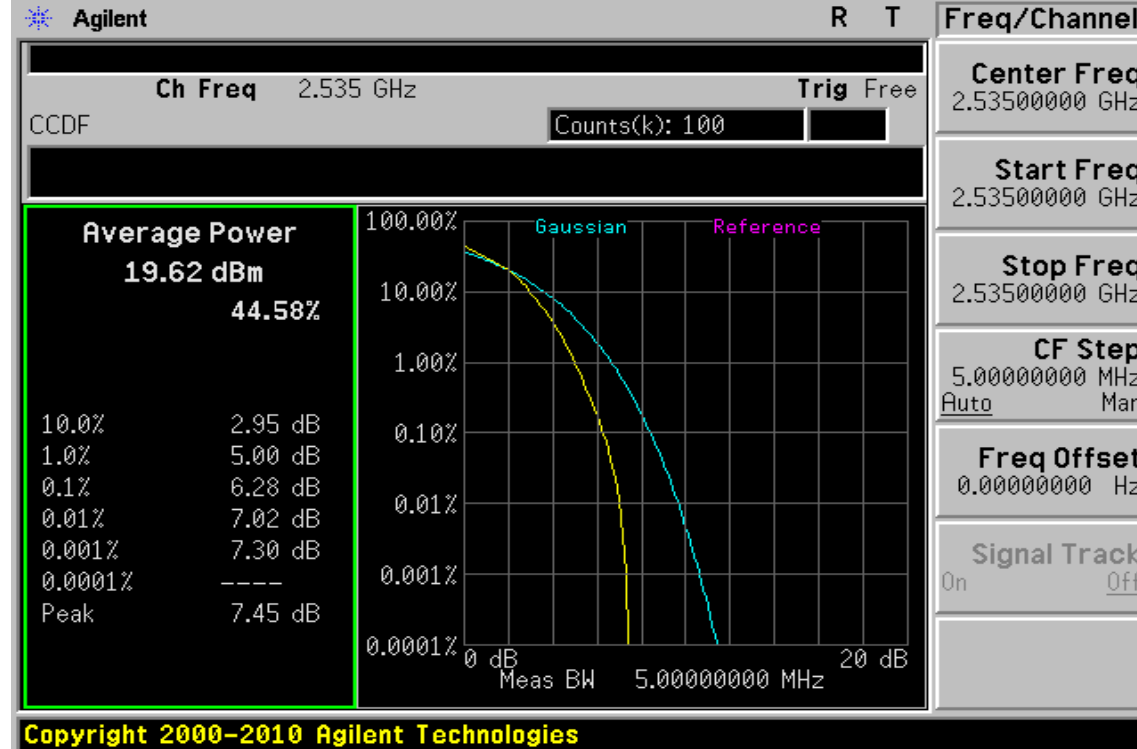 Agilent R T
Ch Freq 2.535 GHz Trig Free
CCDF Counts(k): 100
Average Power
19.62 dBm
44.58%
10.0% 2.95 dB
1.0% 5.00 dB
0.1% 6.28 dB
0.01% 7.02 dB
0.001% 7.30 dB
0.0001% ----
Peak 7.45 dB
Gaussian Reference
100.00%
10.00%
1.00%
0.10%
0.01%
0.001%
0.0001%
0 dB 20 dB
Meas BW 5.00000000 MHz
Freq/Channel
Center Freq
2.53500000 GHz
Start Freq
2.53500000 GHz
Stop Freq
2.53500000 GHz
CF Step
5.00000000 MHz
Auto Man
Freq Offset
0.00000000 Hz
Signal Track
On Off
Copyright 2000-2010 Agilent Technologies